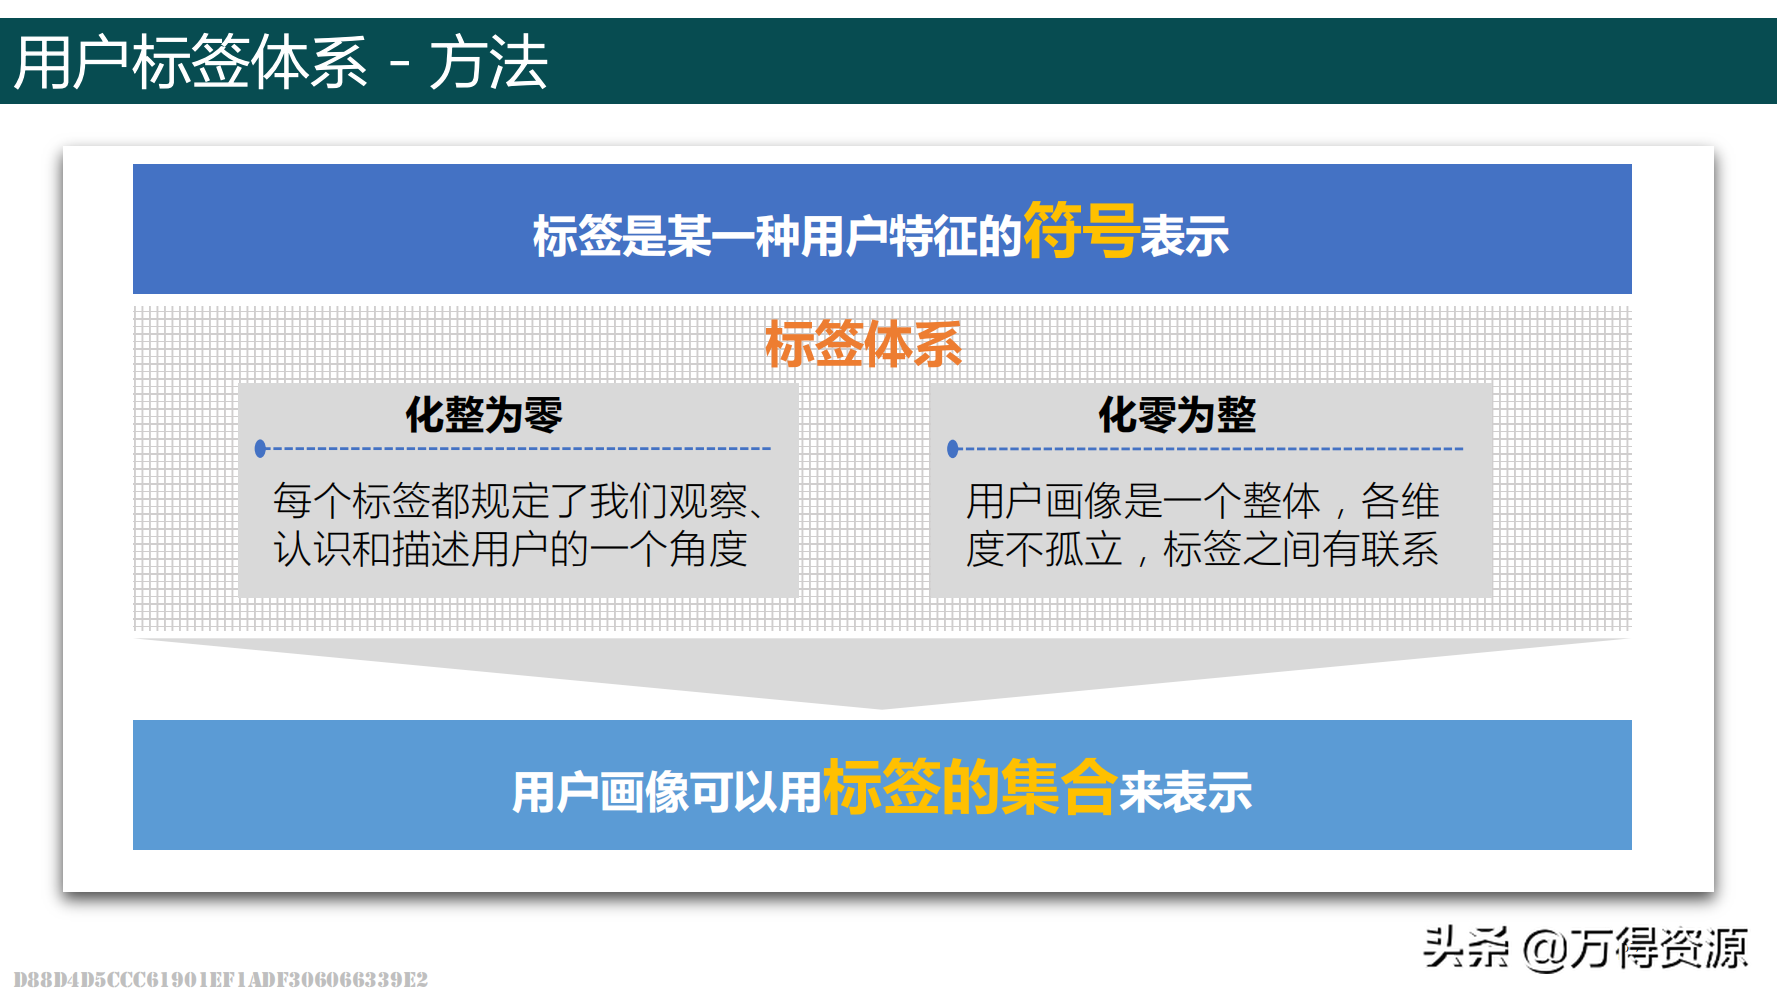 用户标签体系 - 方法
标签是某一种用户特征的符号表示
标签体系
化整为零
每个标签都规定了我们观察、
认识和描述用户的一个角度
化零为整
用户画像是一个整体，各维
度不孤立，标签之间有联系
用户画像可以用标签的集合来表示
头条 @万得资源
D88D4D5CCC61901EF1ADF306066339E2